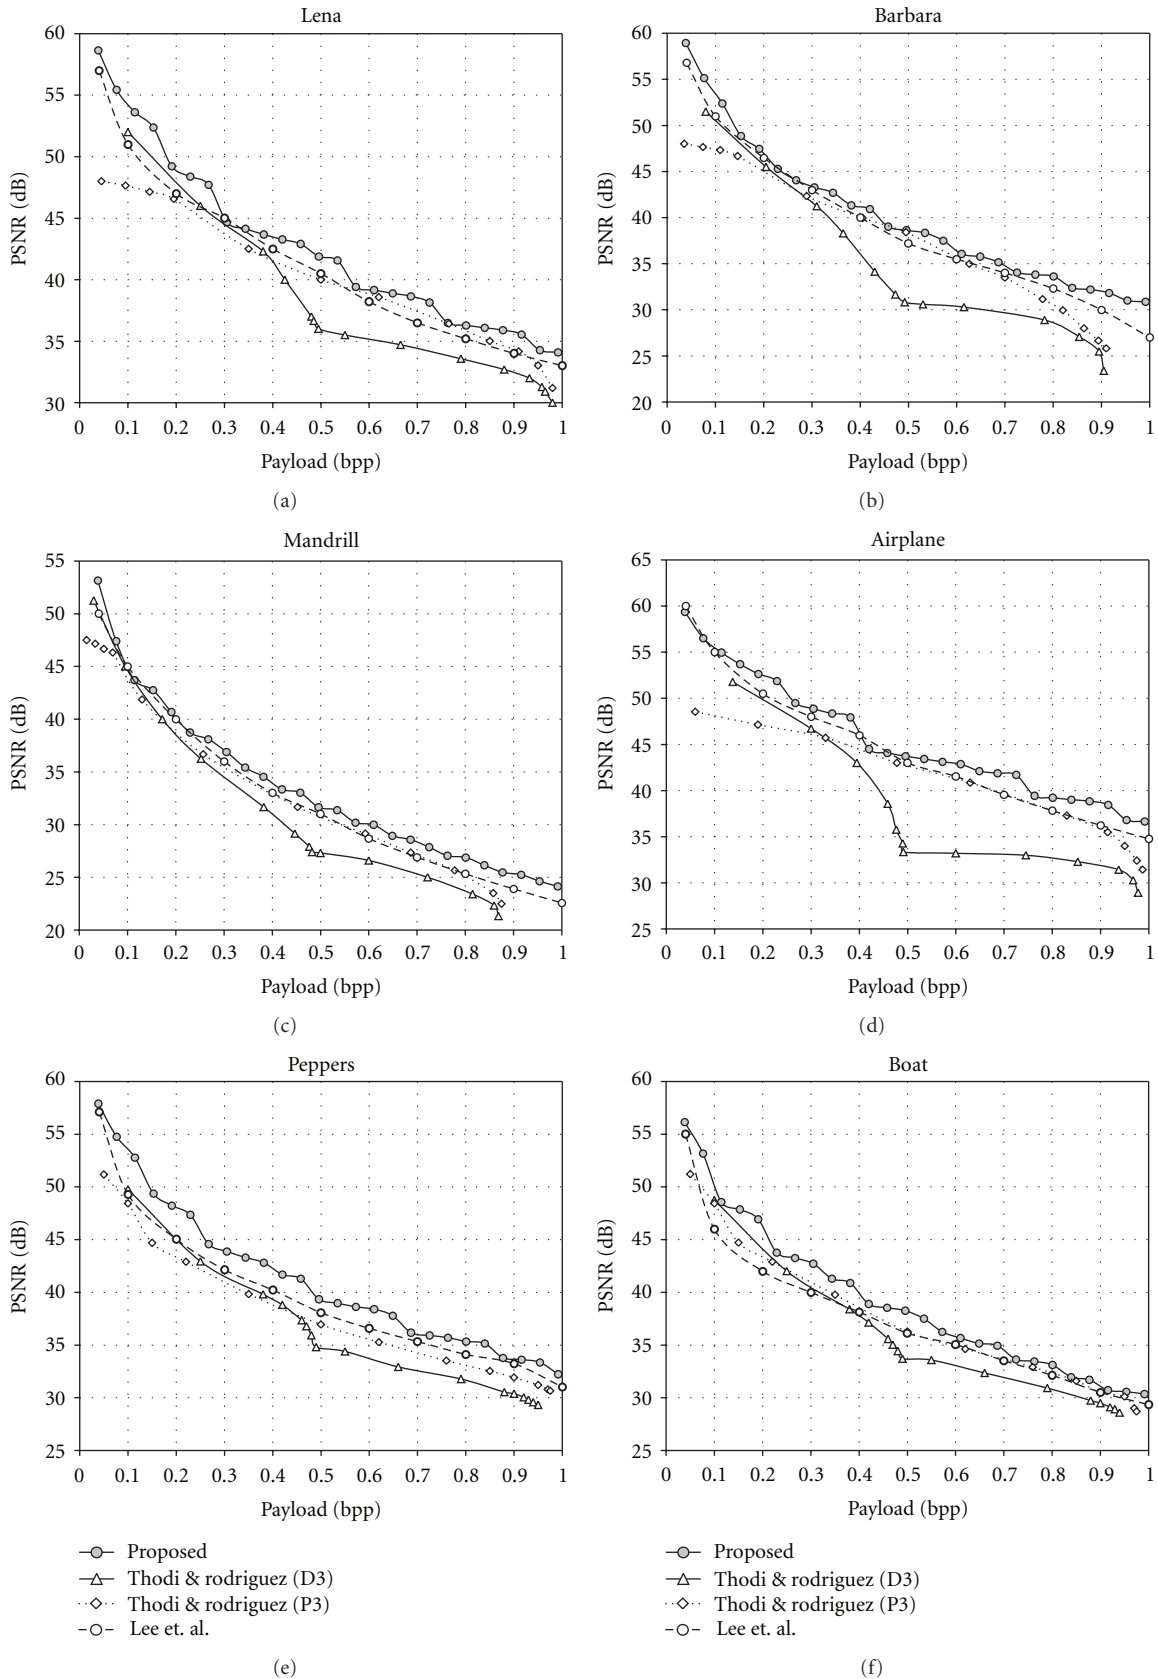 Lena
60
55
50
45
40
35
30
PSNR (dB)
0 0.1 0.2 0.3 0.4 0.5 0.6 0.7 0.8 0.9 1
Payload (bpp)
(a)
Barbara
60
55
50
45
40
35
30
25
20
PSNR (dB)
0 0.1 0.2 0.3 0.4 0.5 0.6 0.7 0.8 0.9 1
Payload (bpp)
(b)
Mandrill
55
50
45
40
35
30
25
20
PSNR (dB)
0 0.1 0.2 0.3 0.4 0.5 0.6 0.7 0.8 0.9 1
Payload (bpp)
(c)
Airplane
65
60
55
50
45
40
35
30
25
PSNR (dB)
0 0.1 0.2 0.3 0.4 0.5 0.6 0.7 0.8 0.9 1
Payload (bpp)
(d)
Peppers
60
55
50
45
40
35
30
25
PSNR (dB)
0 0.1 0.2 0.3 0.4 0.5 0.6 0.7 0.8 0.9 1
Payload (bpp)
Proposed
Thodi & rodriguez (D3)
Thodi & rodriguez (P3)
Lee et. al.
(e)
Boat
60
55
50
45
40
35
30
25
PSNR (dB)
0 0.1 0.2 0.3 0.4 0.5 0.6 0.7 0.8 0.9 1
Payload (bpp)
Proposed
Thodi & rodriguez (D3)
Thodi & rodriguez (P3)
Lee et. al.
(f)